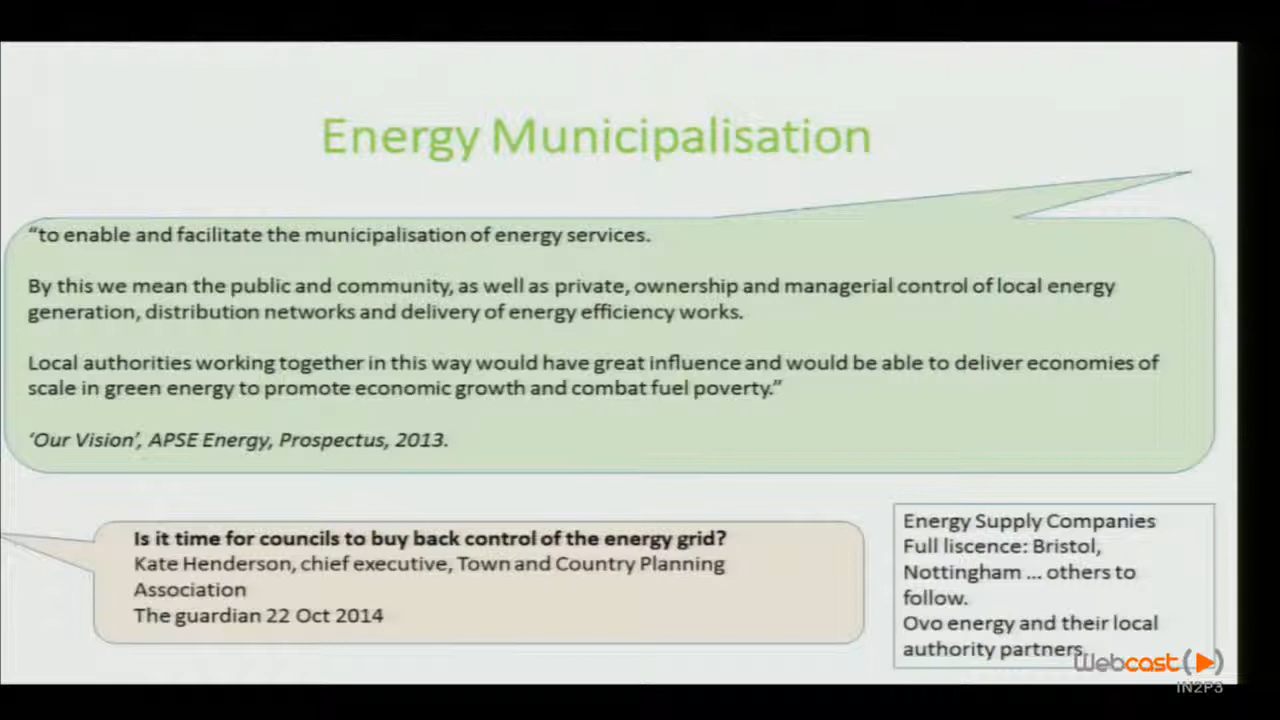 Energy Municipalisation
“to enable and facilitate the municipalisation of energy services.
By this we mean the public and community, as well as private, ownership and managerial control of local energy
generation, distribution networks and delivery of energy efficiency works.
Local authorities working together in this way would have great influence and would be able to deliver economies of
scale in green energy to promote economic growth and combat fuel poverty.”
‘Our Vision’, APSE Energy, Prospectus, 2013.
Is it time for councils to buy back control of the energy grid?
Kate Henderson, chief executive, Town and Country Planning
Association
The guardian 22 Oct 2014
Energy Supply Companies
Full liscence: Bristol,
Nottingham ... others to
follow.
Ovo energy and their local
authority partners.
webcast
IN2P3